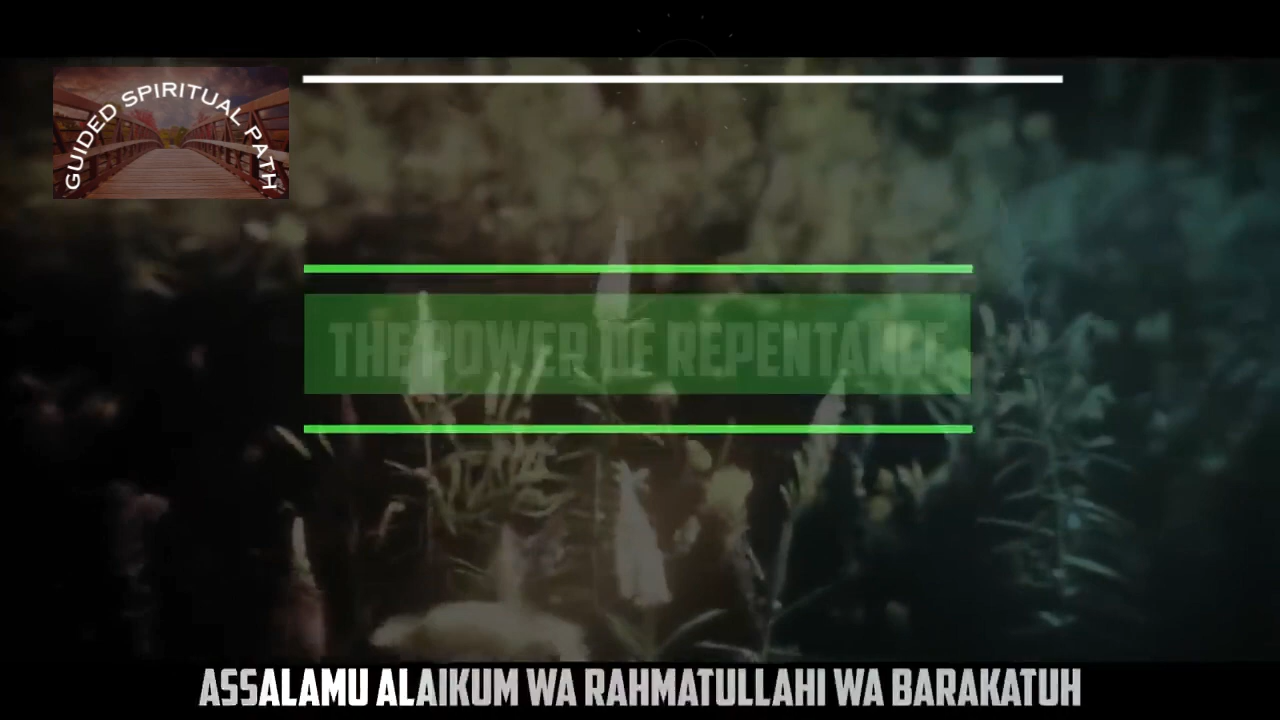 GUIDED SPIRITUAL PATH
THE POWER OF REPENTANCE
ASSALAMU ALAIKUM WA RAHMATULLAHI WA BARAKATUH